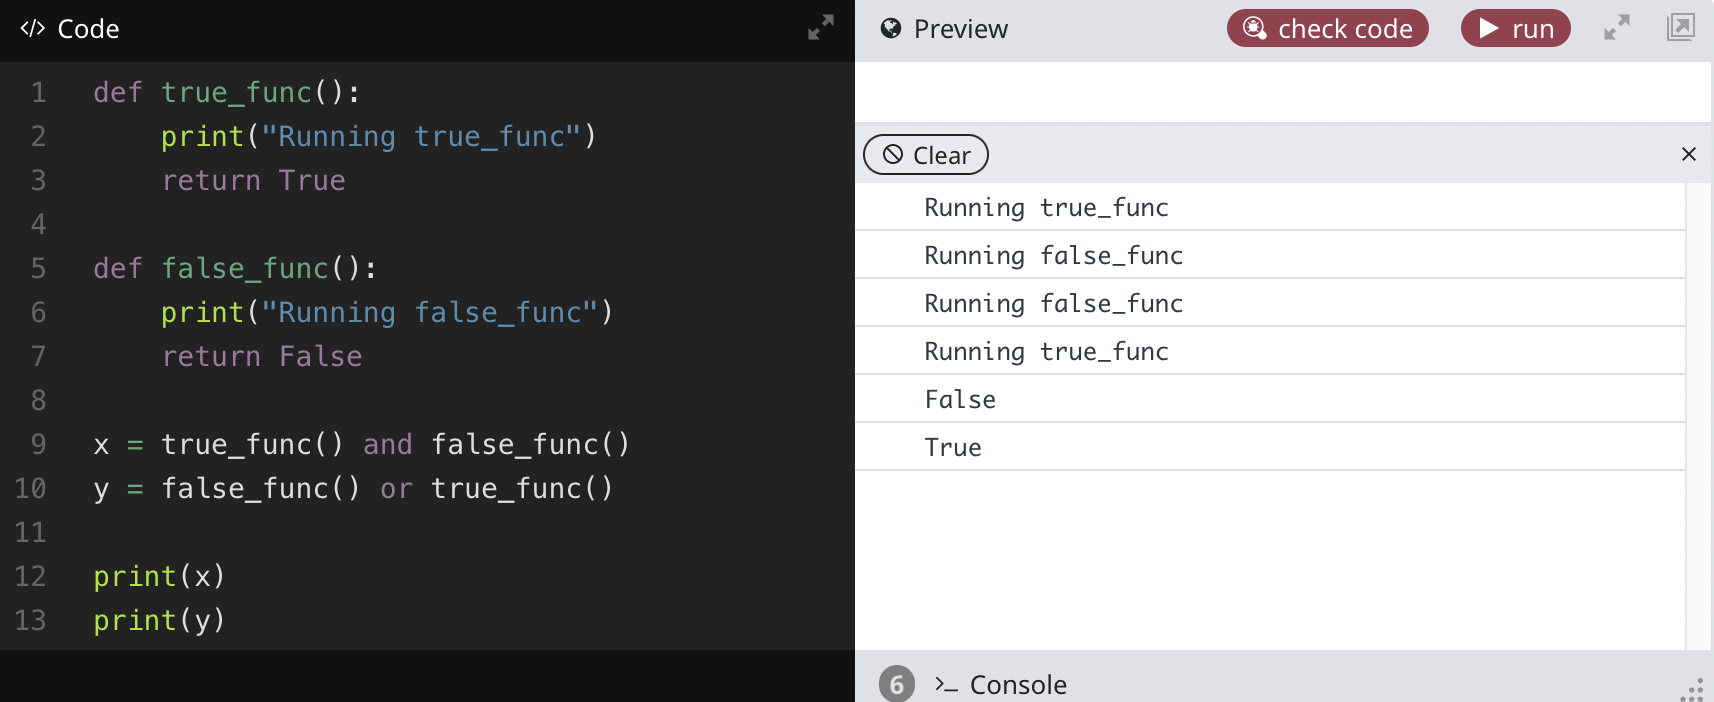 </> Code
1 def true_func():
2     print("Running true_func")
3     return True
4
5 def false_func():
6     print("Running false_func")
7     return False
8
9 x = true_func() and false_func()
10 y = false_func() or true_func()
11
12 print(x)
13 print(y)
Preview check code run
Clear ×
Running true_func
Running false_func
Running false_func
Running true_func
False
True
6 >_ Console